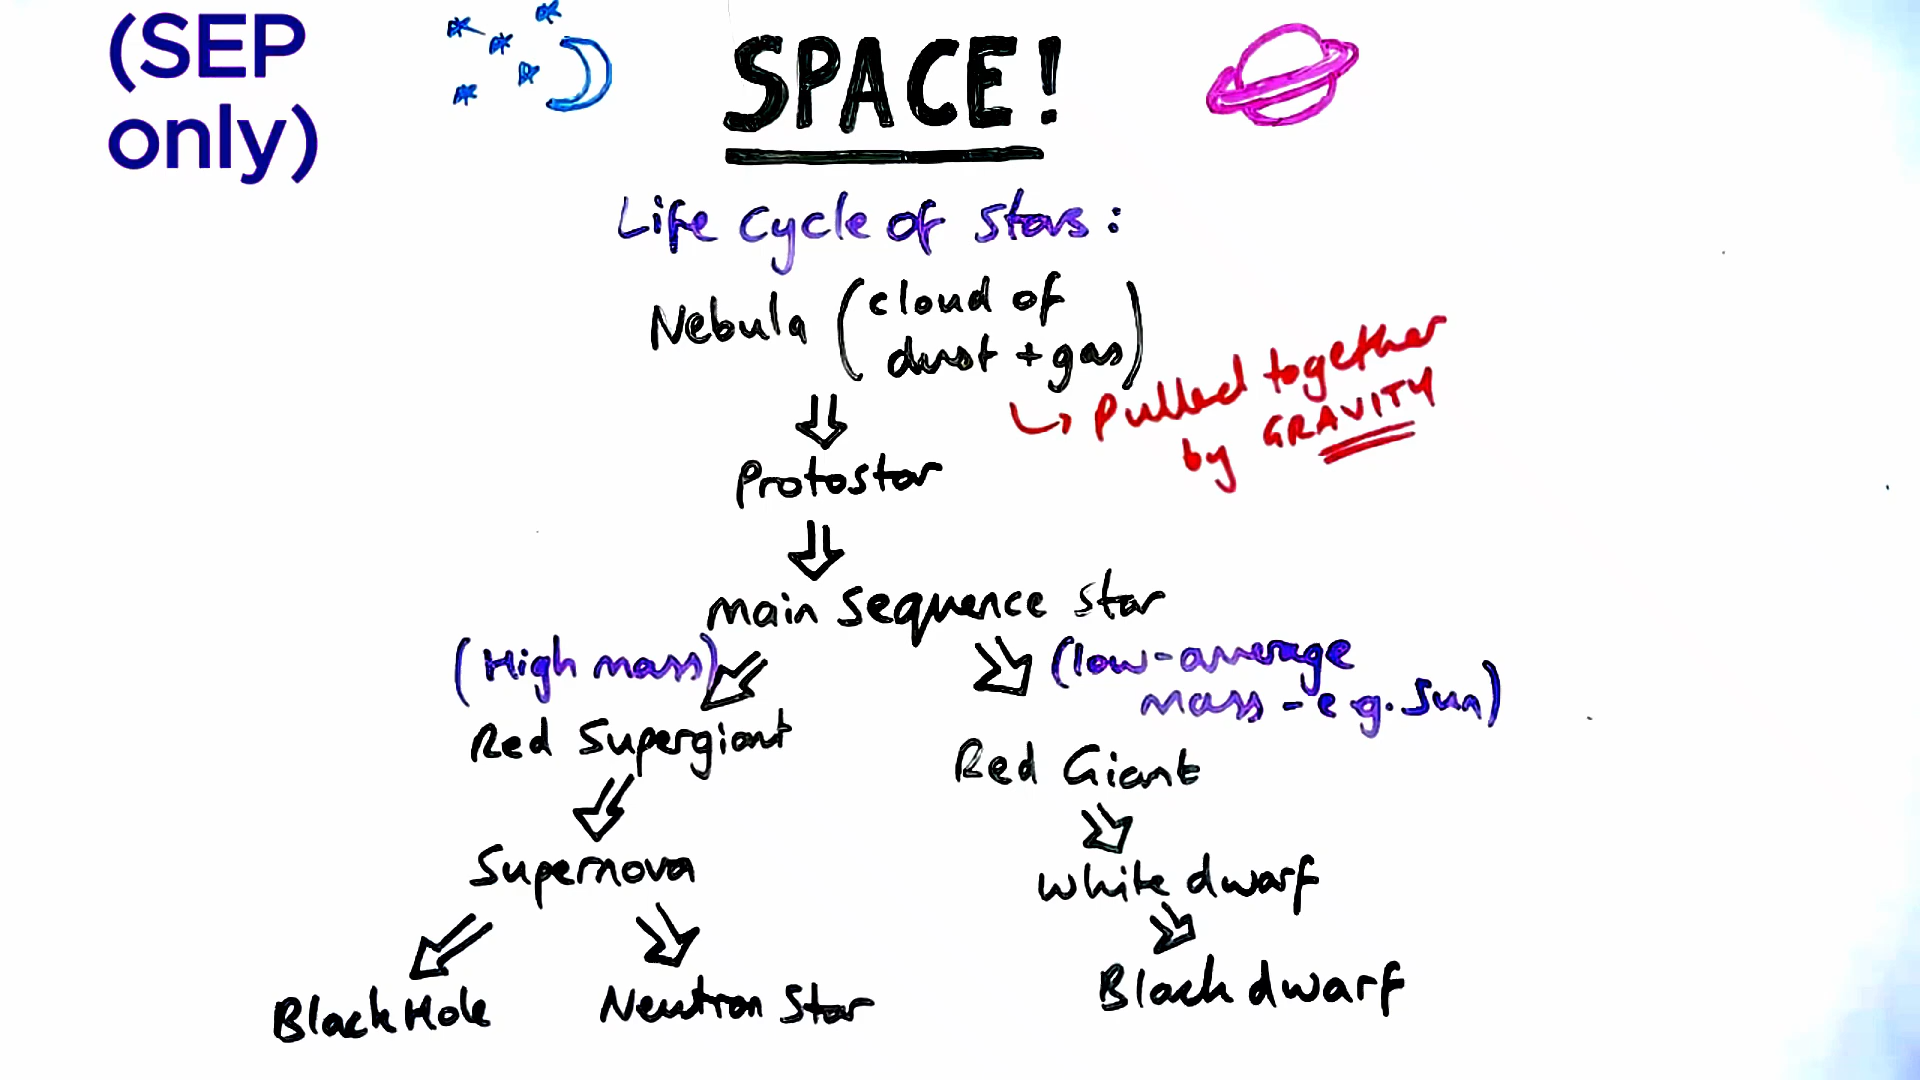 (SEP
only)
SPACE!
Life Cycle of Stars:
Nebula (cloud of
dust + gas)
↳ pulled together
by GRAVITY
Protostar
main sequence star
(High mass)
(low-average
mass - e.g. Sun)
Red Supergiant
Red Giant
Supernova
White dwarf
Black Hole
Neutron Star
Black dwarf